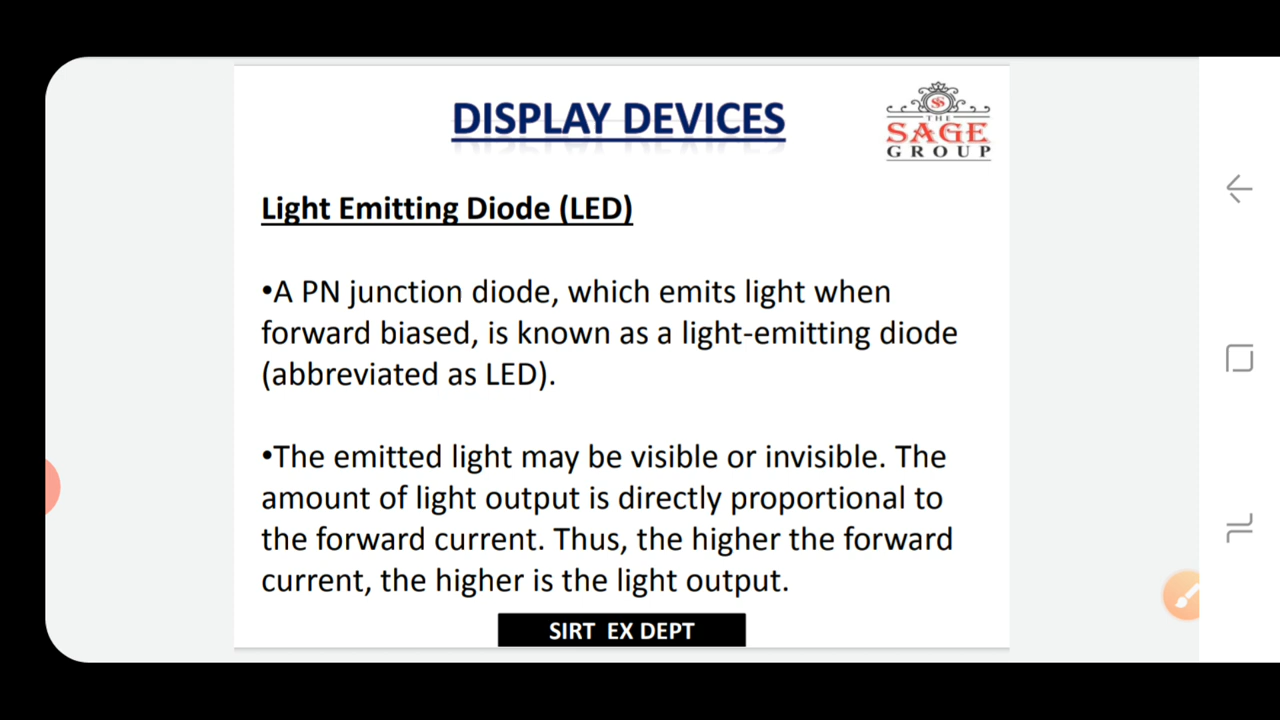 DISPLAY DEVICES
SS
THE
SAGE
GROUP
Light Emitting Diode (LED)
•A PN junction diode, which emits light when
forward biased, is known as a light-emitting diode
(abbreviated as LED).
•The emitted light may be visible or invisible. The
amount of light output is directly proportional to
the forward current. Thus, the higher the forward
current, the higher is the light output.
SIRT EX DEPT